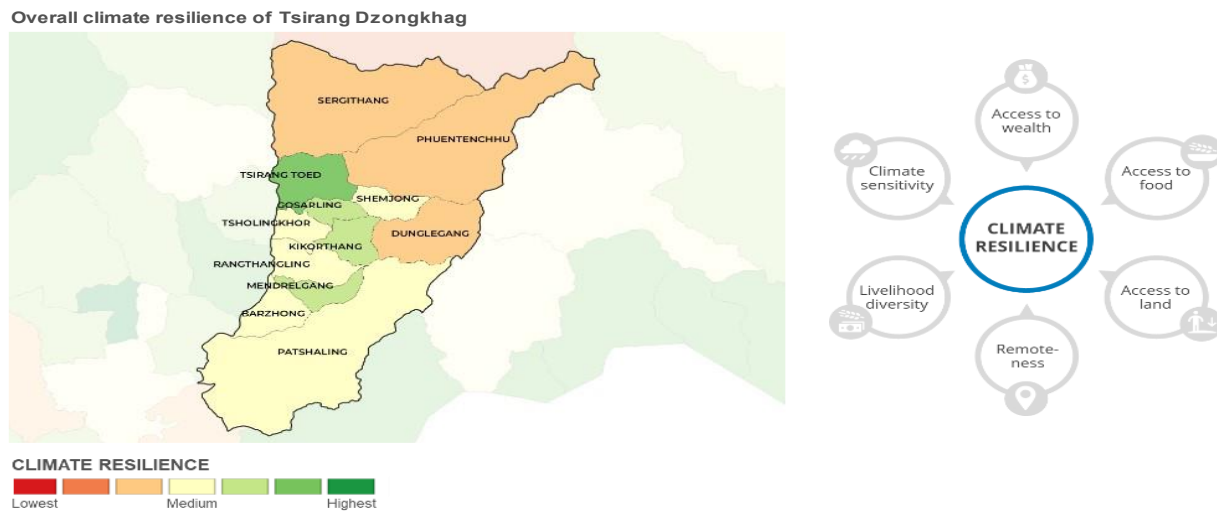 Overall climate resilience of Tsirang Dzongkhag
SERGITHANG
PHUENTENCHHU
TSIRANG TOED
SHEMJONG
GOSARLING
TSHOLINGKHOR
DUNGLEGANG
KIKORTHANG
RANGTHANGLING
MENDRELGANG
BARZHONG
PATSHALING
CLIMATE RESILIENCE
Lowest
Medium
Highest
$
Access to
wealth
Climate
sensitivity
Access to
food
CLIMATE
RESILIENCE
Livelihood
diversity
Access to
land
Remote-
ness